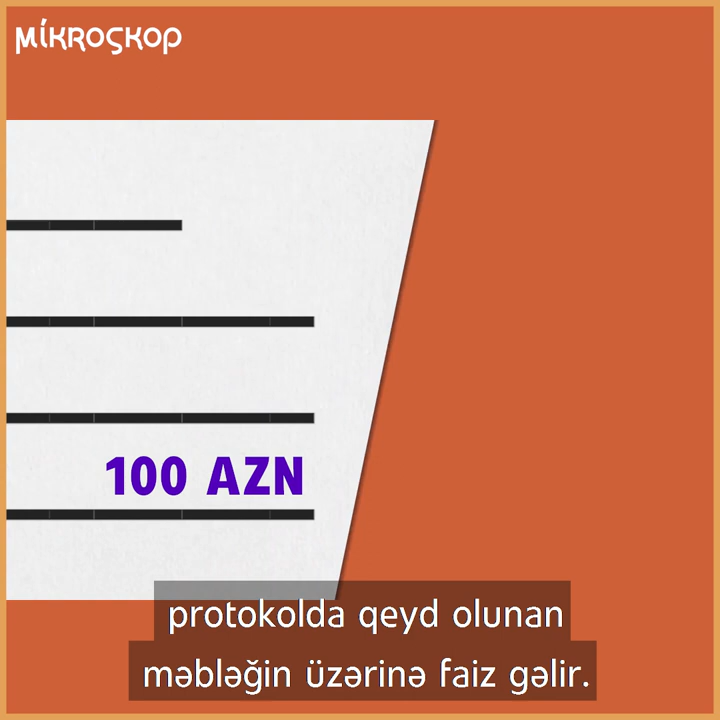 MİKROSKOP
100 AZN
protokolda qeyd olunan
məbləğin üzərinə faiz gəlir.